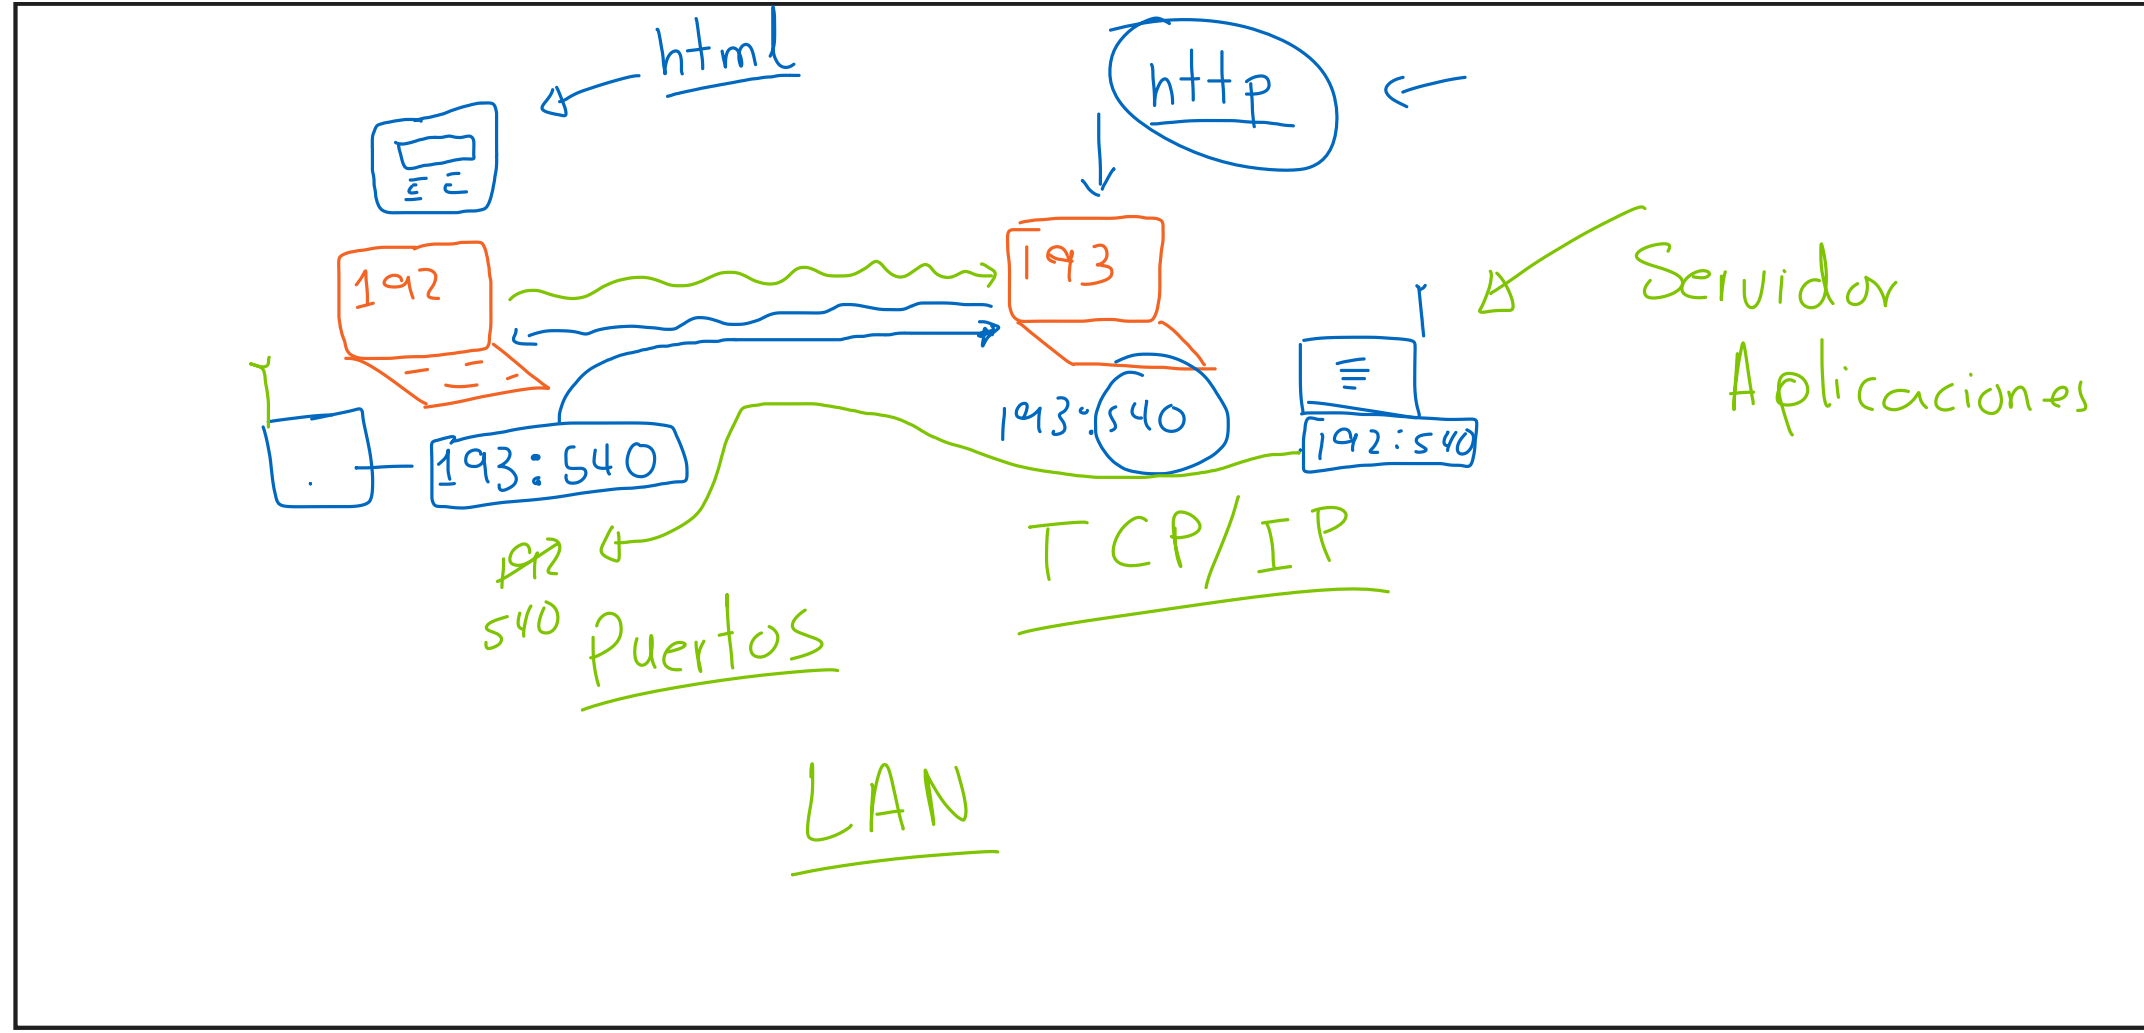 html
http
192
193
Servidor
Aplicaciones
193:540
193:540
192:540
192
540
TCP/IP
Puertos
LAN